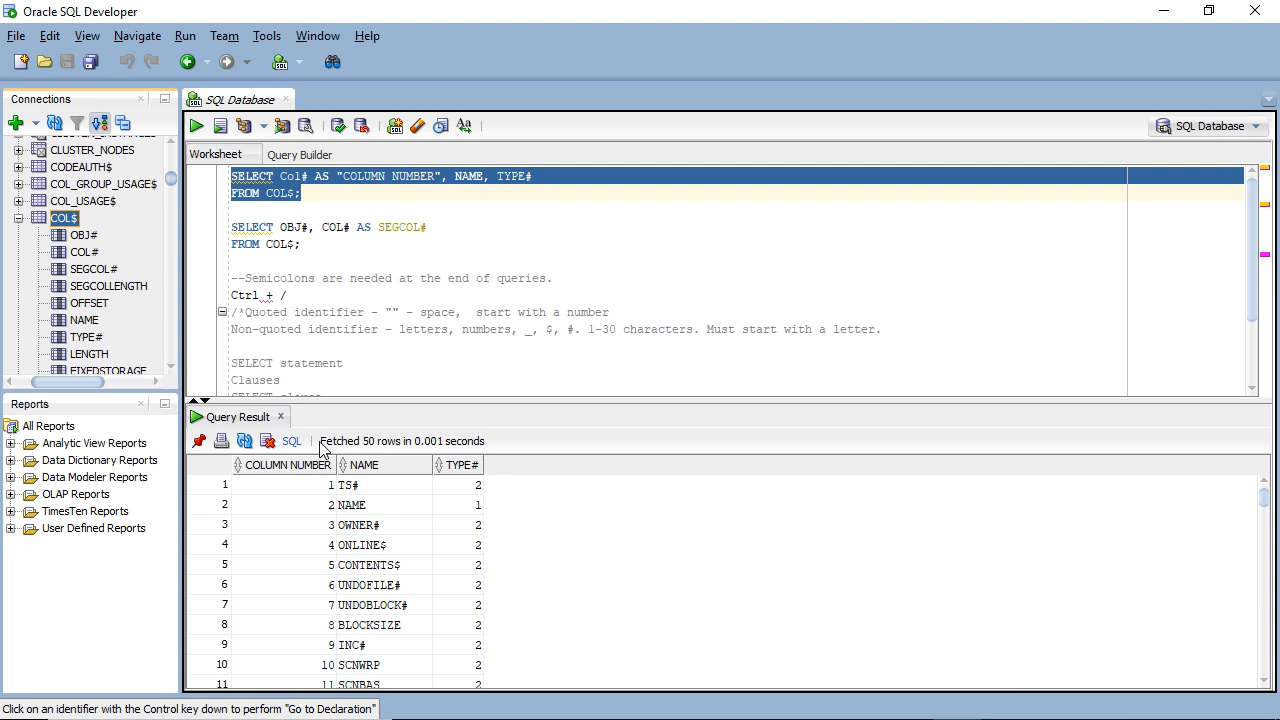 Oracle SQL Developer
File Edit View Navigate Run Team Tools Window Help
Connections
CLUSTER_NODES
CODEAUTH$
COL_GROUP_USAGE$
COL_USAGE$
COL$
OBJ#
COL#
SEGCOL#
SEGCOLLENGTH
OFFSET
NAME
TYPE#
LENGTH
FIXEDSTORAGE
Reports
All Reports
Analytic View Reports
Data Dictionary Reports
Data Modeler Reports
OLAP Reports
TimesTen Reports
User Defined Reports
SQL Database
SQL Database
Worksheet Query Builder
SELECT Col# AS "COLUMN NUMBER", NAME, TYPE#
FROM COL$;
SELECT OBJ#, COL# AS SEGCOL#
FROM COL$;
--Semicolons are needed at the end of queries.
Ctrl + /
/*Quoted identifier - "" - space, start with a number
Non-quoted identifier - letters, numbers, _, $, #. 1-30 characters. Must start with a letter.
SELECT statement
Clauses
Query Result
SQL | Fetched 50 rows in 0.001 seconds
COLUMN NUMBER NAME TYPE#
1 1 TS# 2
2 2 NAME 1
3 3 OWNER# 2
4 4 ONLINE$ 2
5 5 CONTENTS$ 2
6 6 UNDOFILE# 2
7 7 UNDOBLOCK# 2
8 8 BLOCKSIZE 2
9 9 INC# 2
10 10 SCNWRP 2
11 11 SCNBAS 2
Click on an identifier with the Control key down to perform "Go to Declaration"